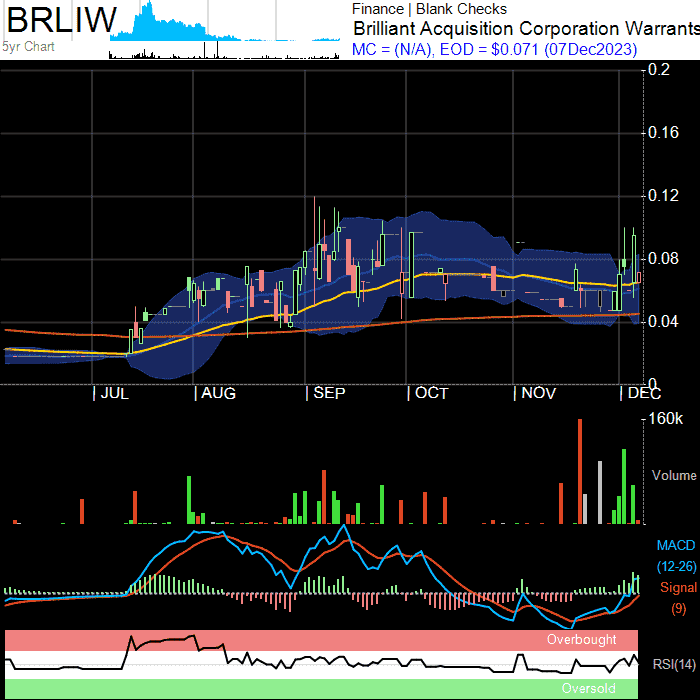 BRLIW
5yr Chart
Finance | Blank Checks
Brilliant Acquisition Corporation Warrants
MC = (N/A), EOD = $0.071 (07Dec2023)
0.2
0.16
0.12
0.08
0.04
0
JUL AUG SEP OCT NOV DEC
160k
Volume
MACD
(12-26)
Signal
(9)
Overbought
RSI(14)
Oversold